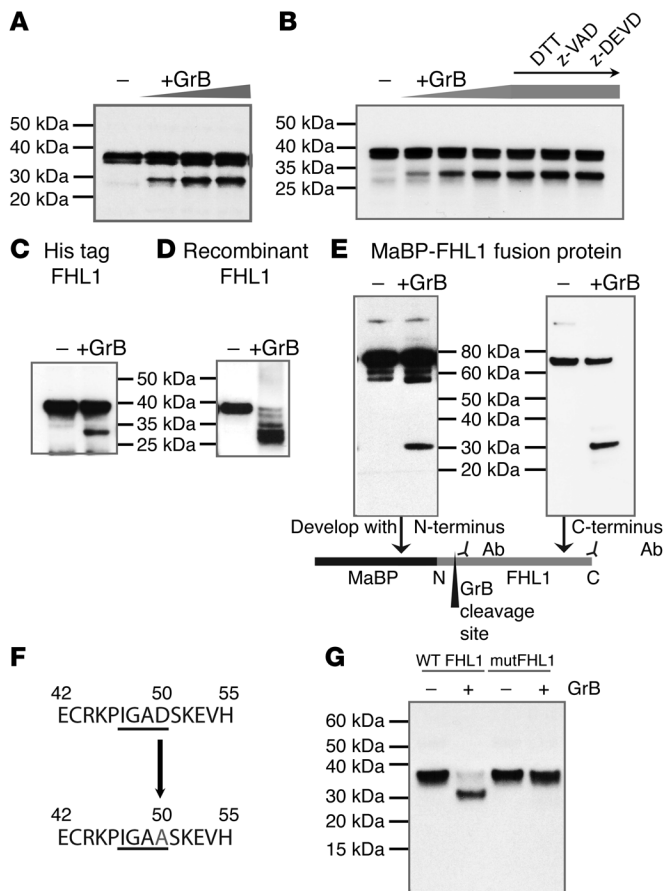 A
– +GrB
50 kDa
40 kDa
30 kDa
20 kDa
B
DTT
z-VAD
z-DEVD
– +GrB
50 kDa
40 kDa
35 kDa
25 kDa
C His tag
FHL1
– +GrB
D Recombinant
FHL1
– +GrB
50 kDa
40 kDa
35 kDa
25 kDa
E MaBP-FHL1 fusion protein
– +GrB
– +GrB
80 kDa
60 kDa
50 kDa
40 kDa
30 kDa
20 kDa
Develop with N-terminus C-terminus
Ab Ab
MaBP N FHL1 C
GrB
cleavage
site
F
42 50 55
ECRKPIGADSKEVH
42 50 55
ECRKPIGAASKEVH
G
WT FHL1 mutFHL1
– + – + GrB
60 kDa
50 kDa
40 kDa
30 kDa
20 kDa
15 kDa